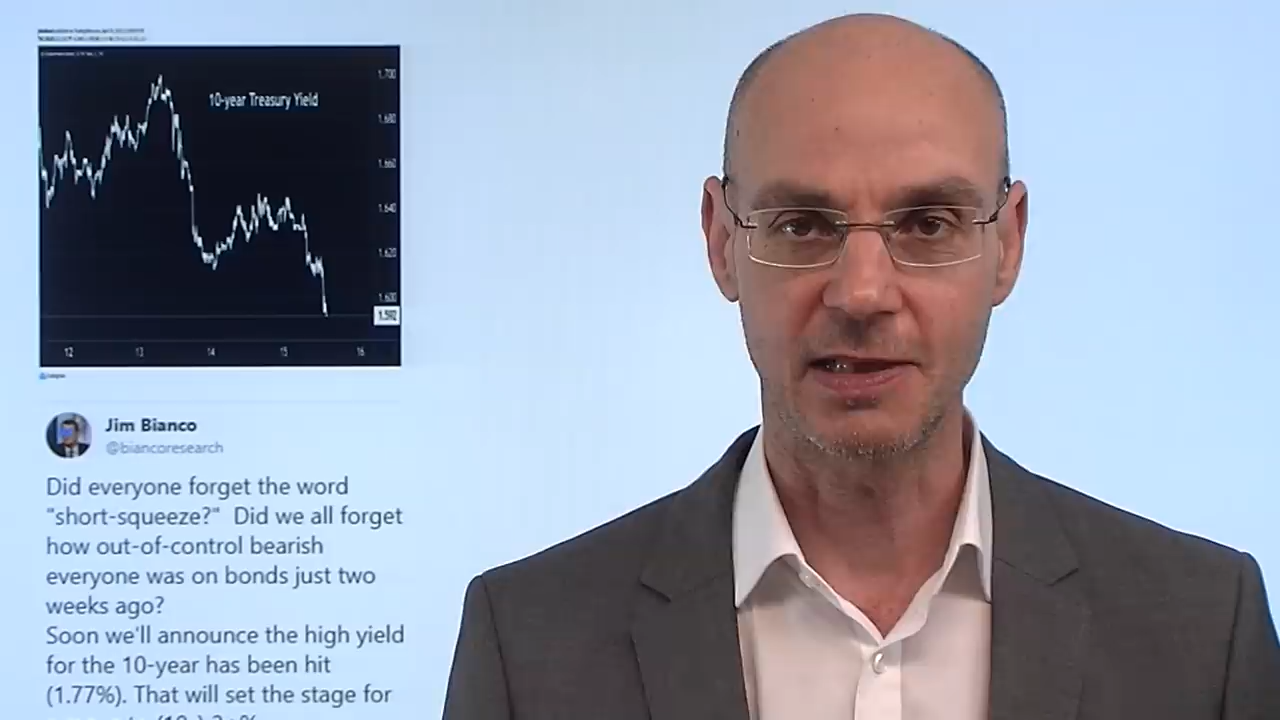 10-year Treasury Yield
1.700
1.680
1.660
1.640
1.620
1.600
1.592
12 13 14 15 16
Jim Bianco
@biancoresearch
Did everyone forget the word
"short-squeeze?" Did we all forget
how out-of-control bearish
everyone was on bonds just two
weeks ago?
Soon we'll announce the high yield
for the 10-year has been hit
(1.77%). That will set the stage for